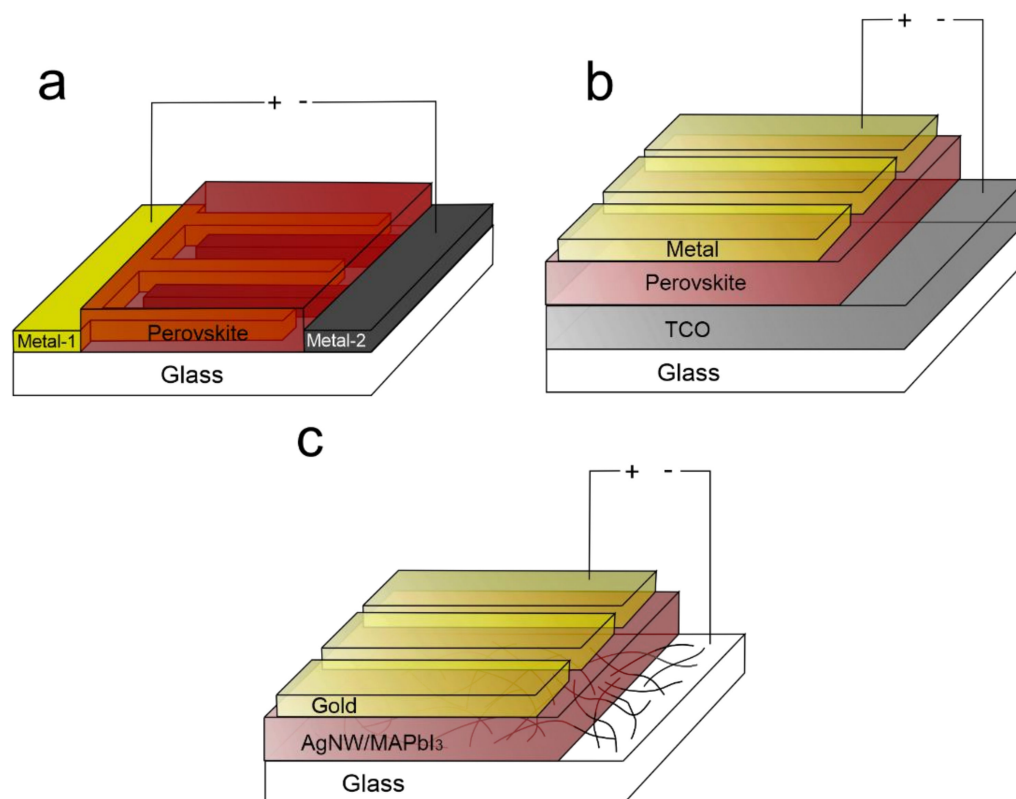 a
+ -
Metal-1
Perovskite
Metal-2
Glass
b
+ -
Metal
Perovskite
TCO
Glass
c
+ -
Gold
AgNW/MAPbI₃
Glass